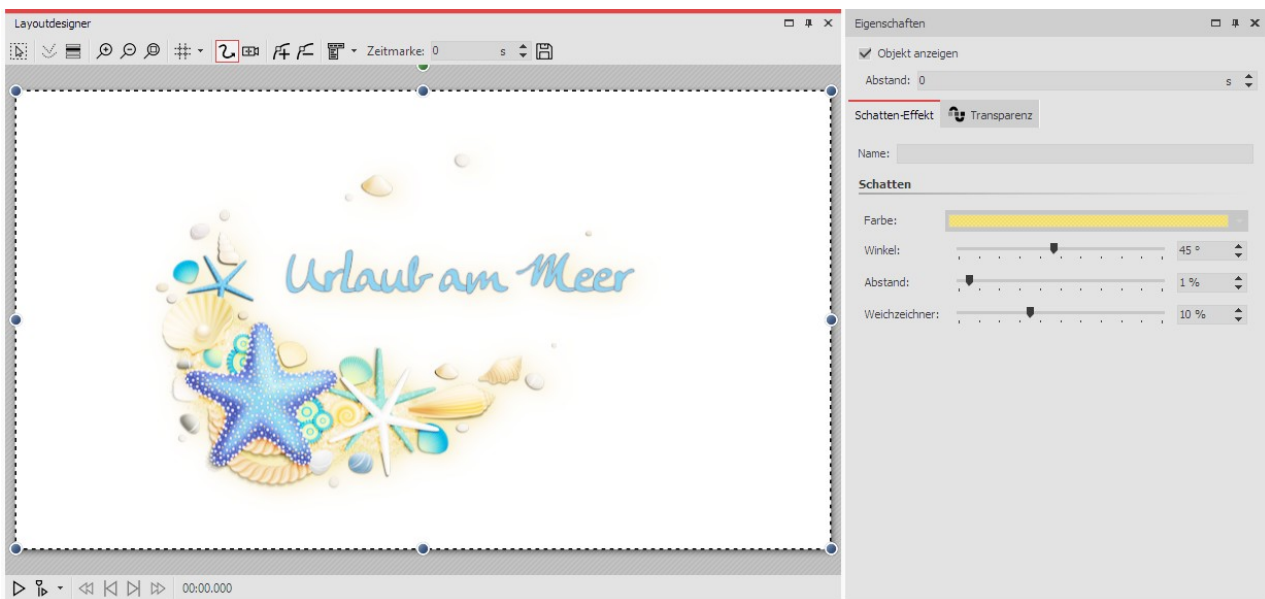 Layoutdesigner
Zeitmarke: 0 s
Urlaub am Meer
00:00.000
Eigenschaften
Objekt anzeigen
Abstand: 0 s
Schatten-Effekt Transparenz
Name:
Schatten
Farbe:
Winkel: 45 °
Abstand: 1 %
Weichzeichner: 10 %